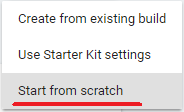 Create from existing build
Use Starter Kit settings
Start from scratch